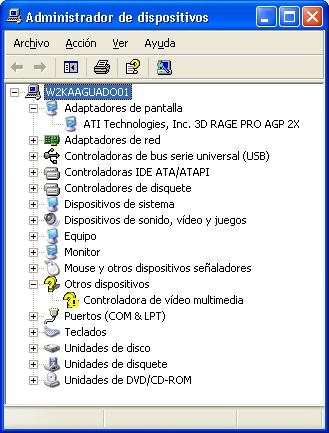 Administrador de dispositivos
Archivo Acción Ver Ayuda
W2KAAGUADO01
Adaptadores de pantalla
ATI Technologies, Inc. 3D RAGE PRO AGP 2X
Adaptadores de red
Controladoras de bus serie universal (USB)
Controladoras IDE ATA/ATAPI
Controladoras de disquete
Dispositivos de sistema
Dispositivos de sonido, vídeo y juegos
Equipo
Monitor
Mouse y otros dispositivos señaladores
Otros dispositivos
Controladora de vídeo multimedia
Puertos (COM & LPT)
Teclados
Unidades de disco
Unidades de disquete
Unidades de DVD/CD-ROM